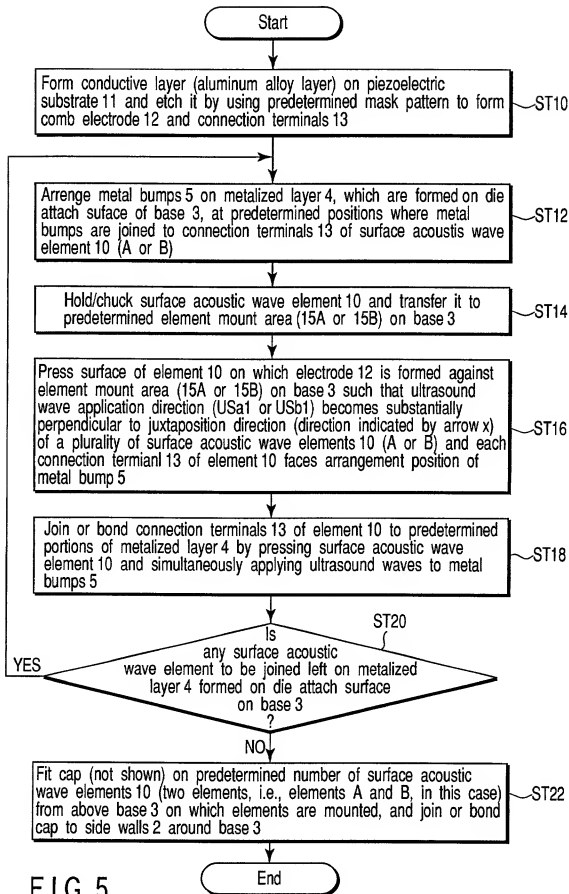 Start
Form conductive layer (aluminum alloy layer) on piezoelectric
substrate 11 and etch it by using predetermined mask pattern to form
comb electrode 12 and connection terminals 13
ST10
Arrenge metal bumps 5 on metalized layer 4, which are formed on die
attach suface of base 3, at predetermined positions where metal
bumps are joined to connection terminals 13 of surface acoustis wave
element 10 (A or B)
ST12
Hold/chuck surface acoustic wave element 10 and transfer it to
predetermined element mount area (15A or 15B) on base 3
ST14
Press surface of element 10 on which electrode 12 is formed against
element mount area (15A or 15B) on base 3 such that ultrasound
wave application direction (USa1 or USb1) becomes substantially
perpendicular to juxtaposition direction (direction indicated by arrow x)
of a plurality of surface acoustic wave elements 10 (A or B) and each
connection termianl 13 of element 10 faces arrangement position of
metal bump 5
ST16
Join or bond connection terminals 13 of element 10 to predetermined
portions of metalized layer 4 by pressing surface acoustic wave
element 10 and simultaneously applying ultrasound waves to metal
bumps 5
ST18
ST20
Is
any surface acoustic
wave element to be joined left on metalized
layer 4 formed on die attach surface
on base 3
?
YES
NO
Fit cap (not shown) on predetermined number of surface acoustic
wave elements 10 (two elements, i.e., elements A and B, in this case)
from above base 3 on which elements are mounted, and join or bond
cap to side walls 2 around base 3
ST22
End
FIG. 5